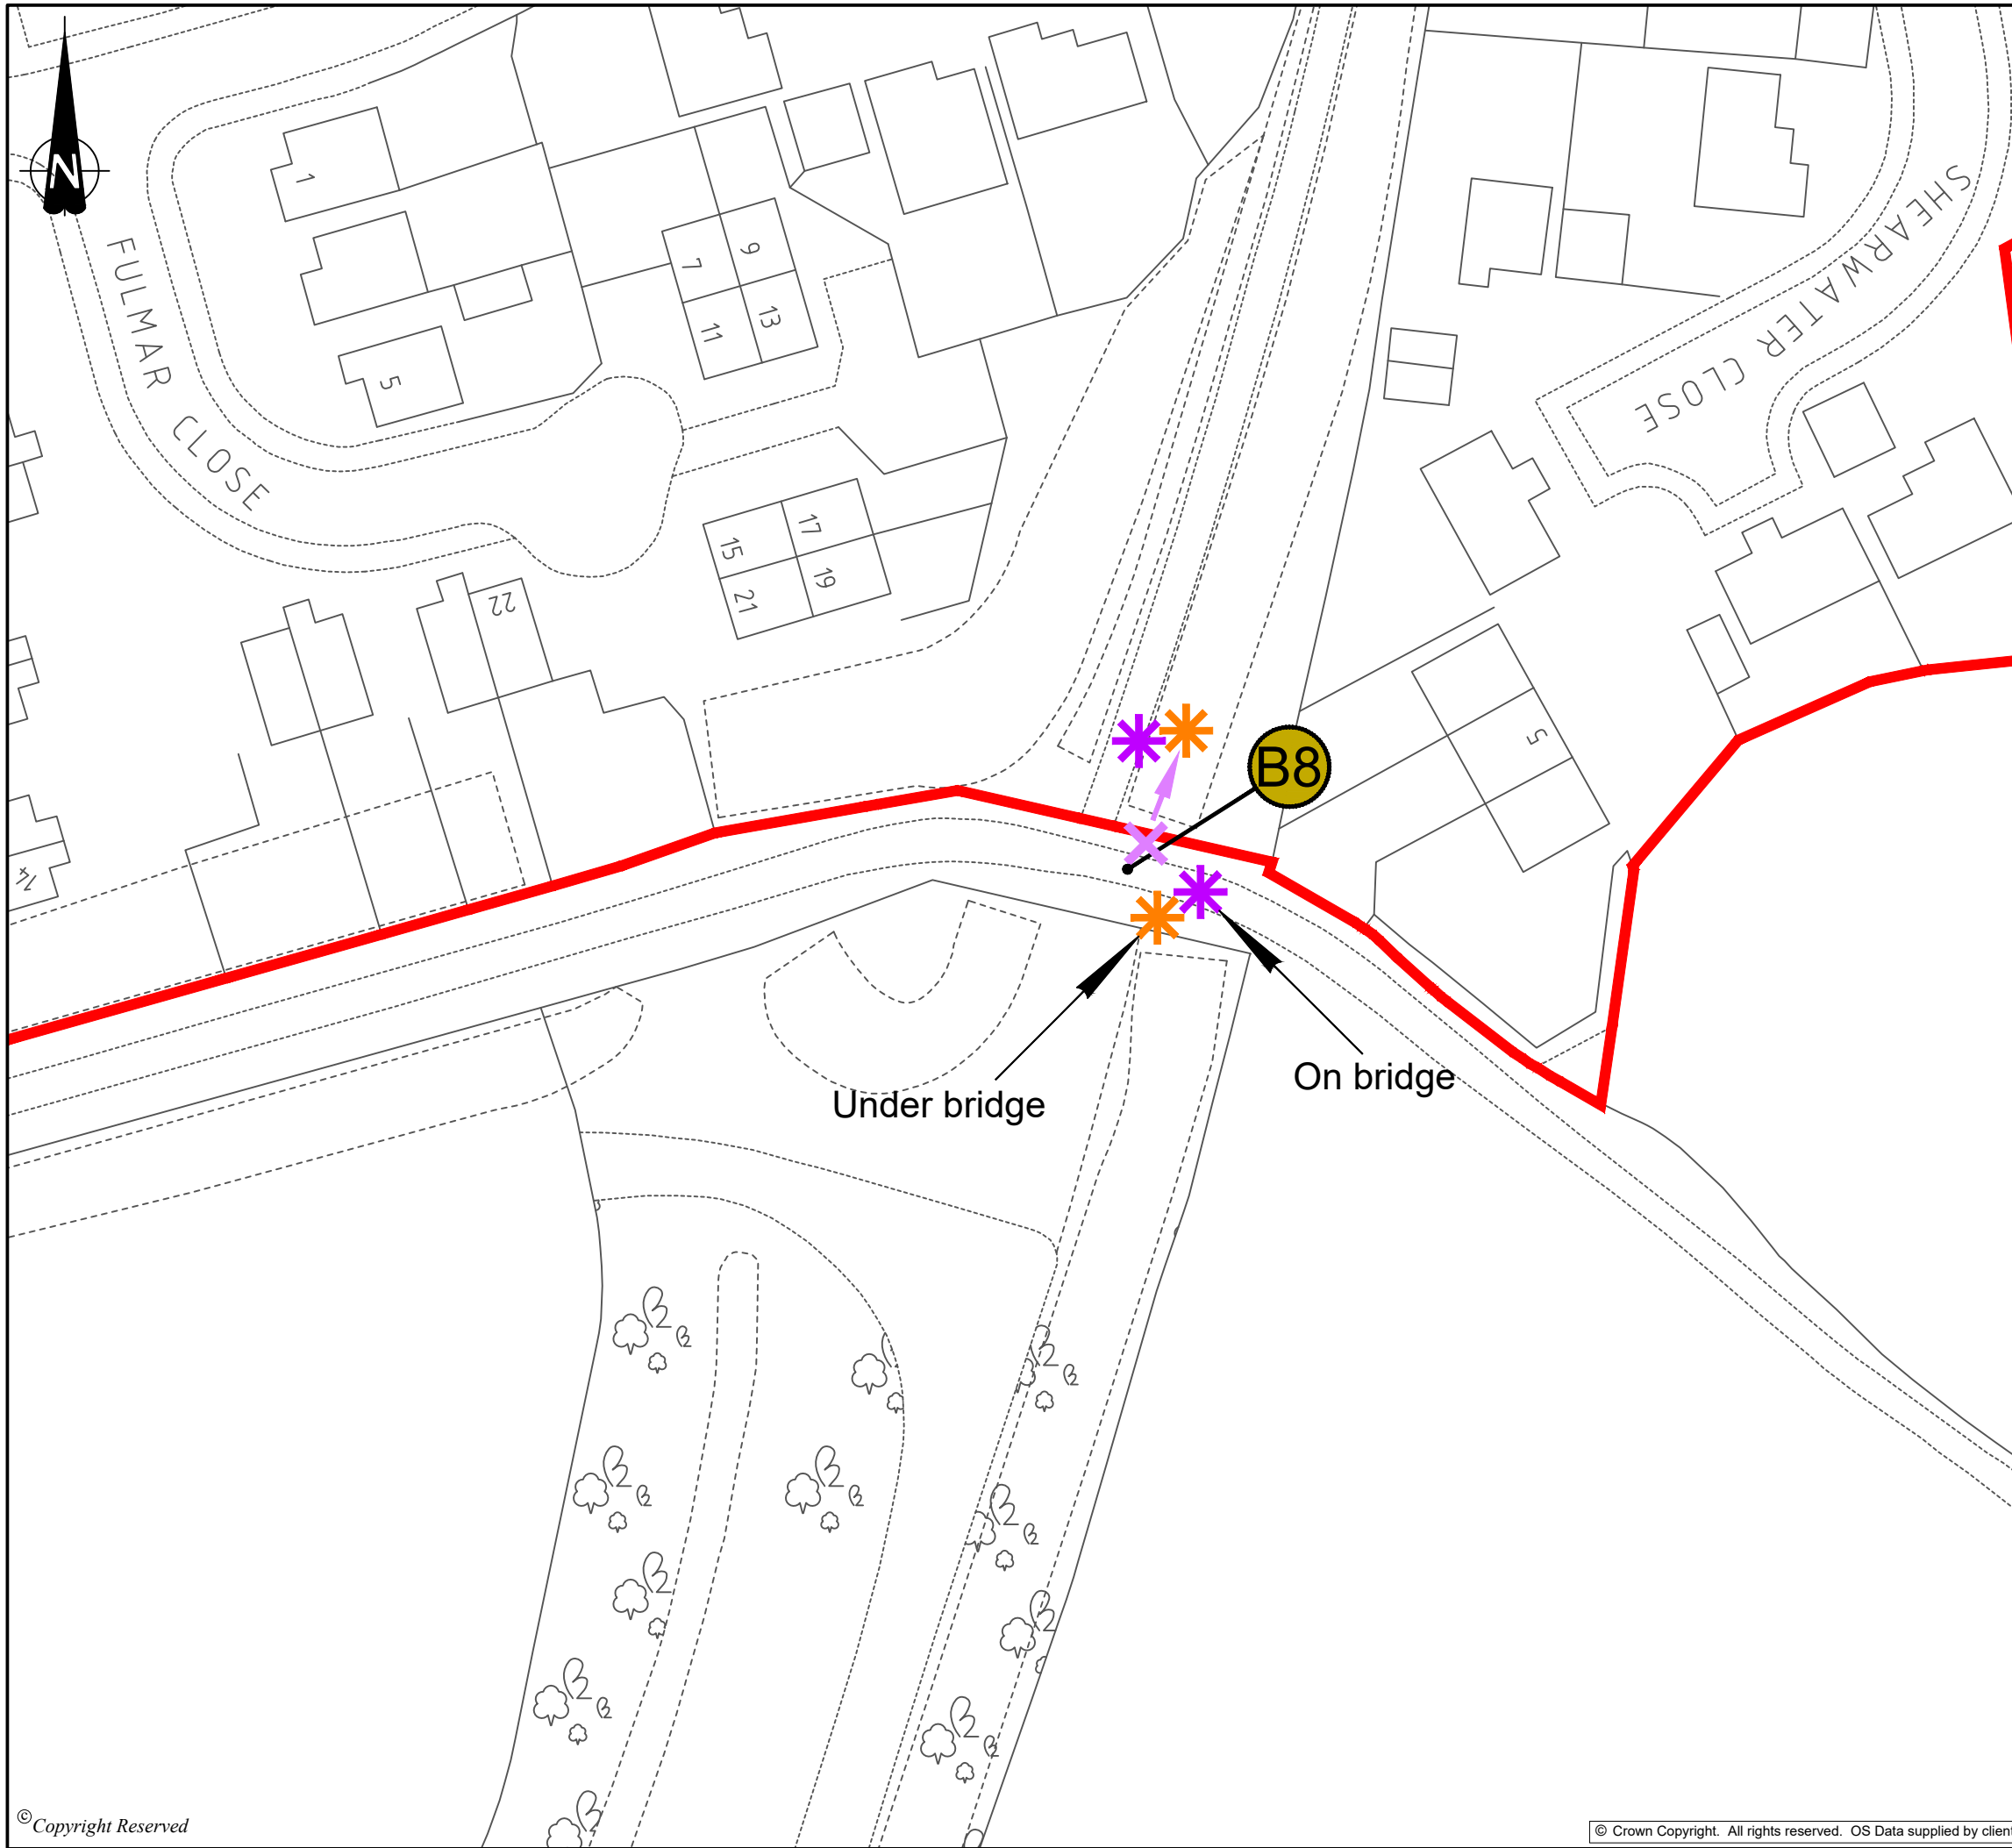 N
1
FULMAR CLOSE
5
7
9
11
13
SHEARWATER CLOSE
15
17
21
19
22
5
B8
14
Under bridge
On bridge
©Copyright Reserved
© Crown Copyright. All rights reserved. OS Data supplied by client